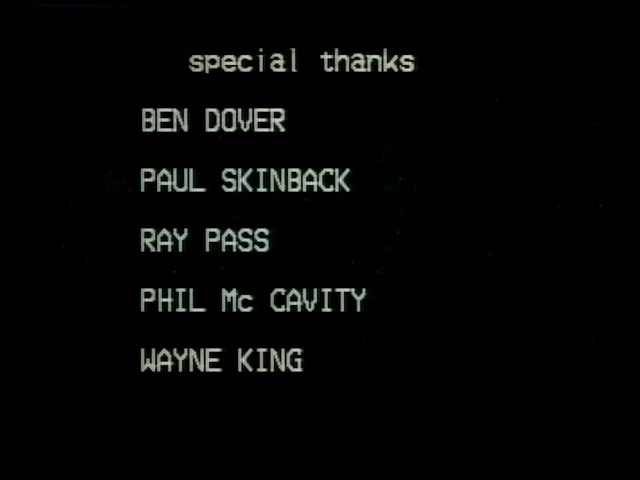 special thanks
BEN DOVER
PAUL SKINBACK
RAY PASS
PHIL Mc CAVITY
WAYNE KING